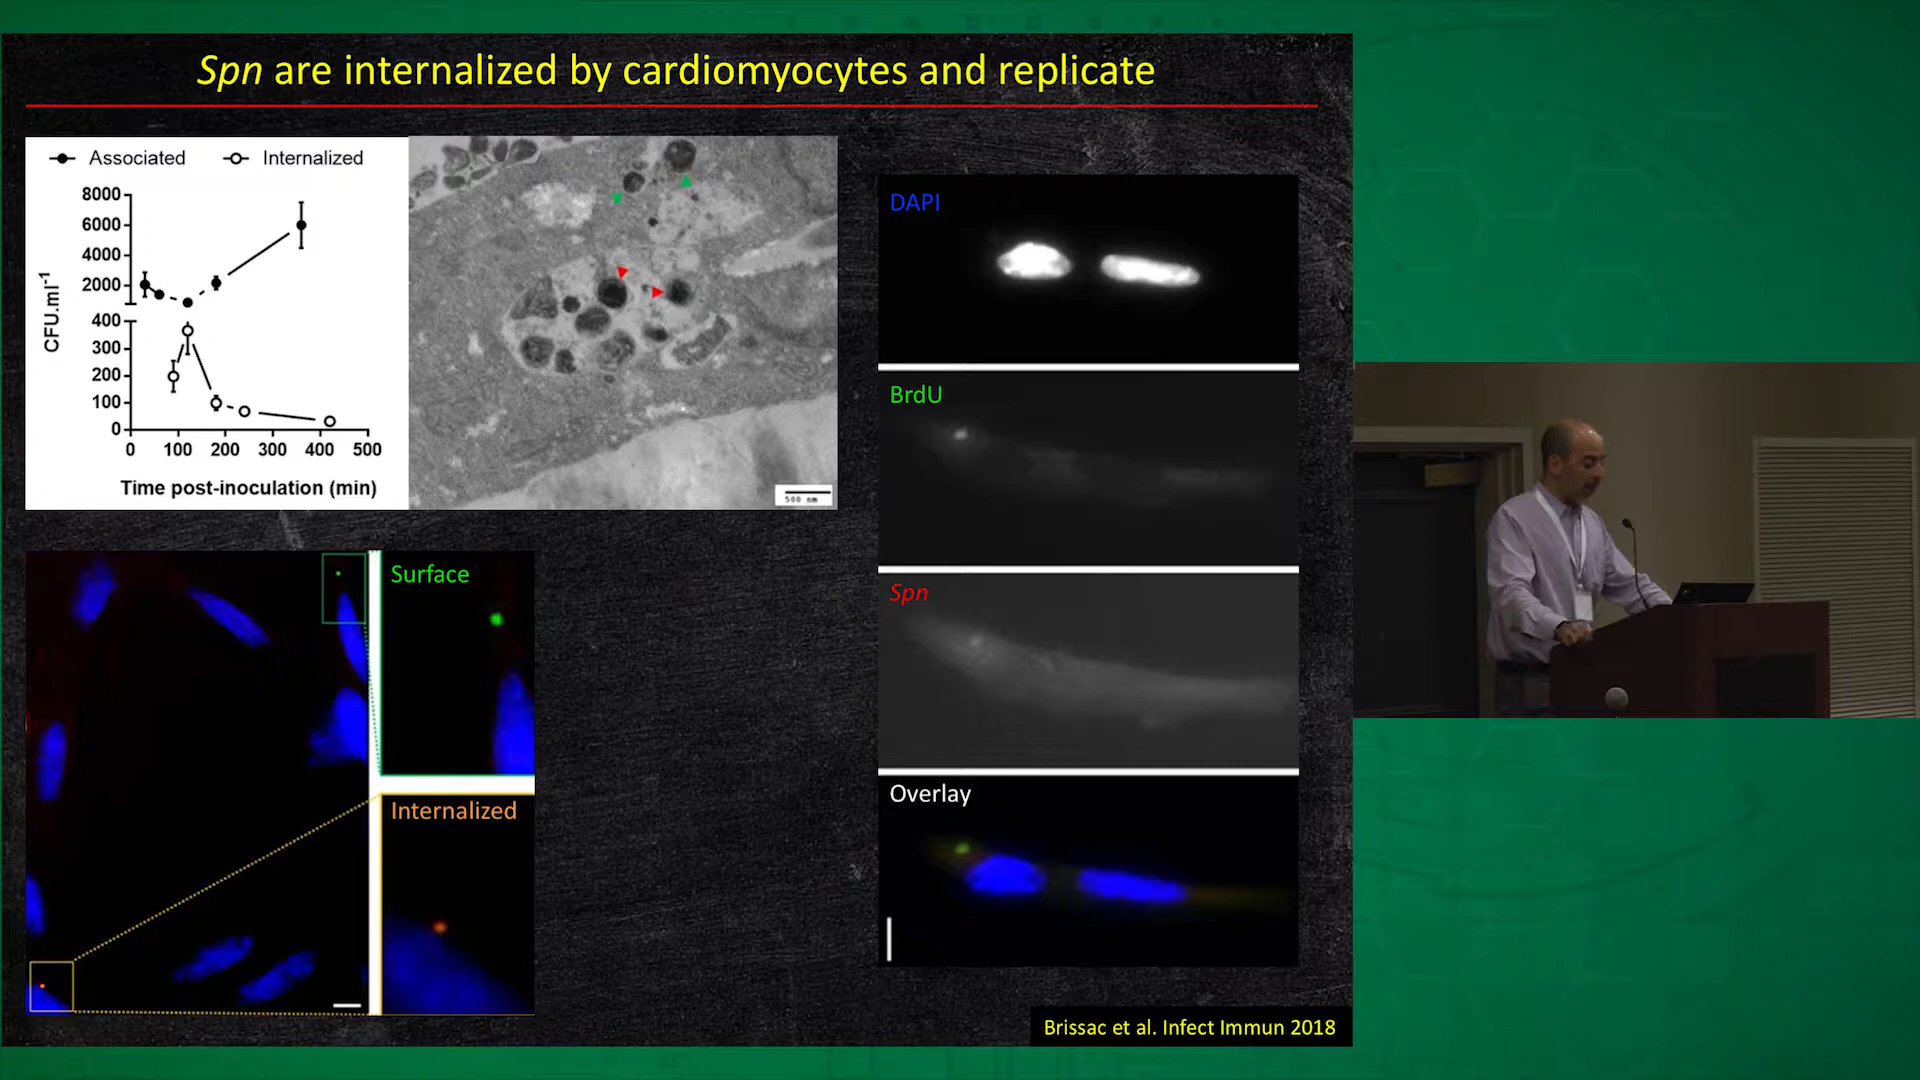 Spn are internalized by cardiomyocytes and replicate
Associated Internalized
8000
6000
4000
2000
400
300
200
100
0
CFU.ml-1
0 100 200 300 400 500
Time post-inoculation (min)
500 nm
DAPI
BrdU
Spn
Overlay
Surface
Internalized
Brissac et al. Infect Immun 2018